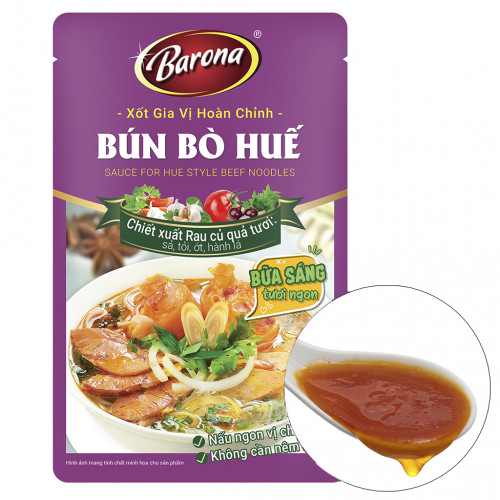 Barona
®
- Xốt Gia Vị Hoàn Chỉnh -
BÚN BÒ HUẾ
SAUCE FOR HUE STYLE BEEF NOODLES
Chiết xuất Rau củ quả tươi:
sả, tỏi, ớt, hành lá
BỮA SÁNG
tươi ngon
Nấu ngon vị ch
Không cần nêm
Hình ảnh mang tính chất minh họa cho sản phẩm